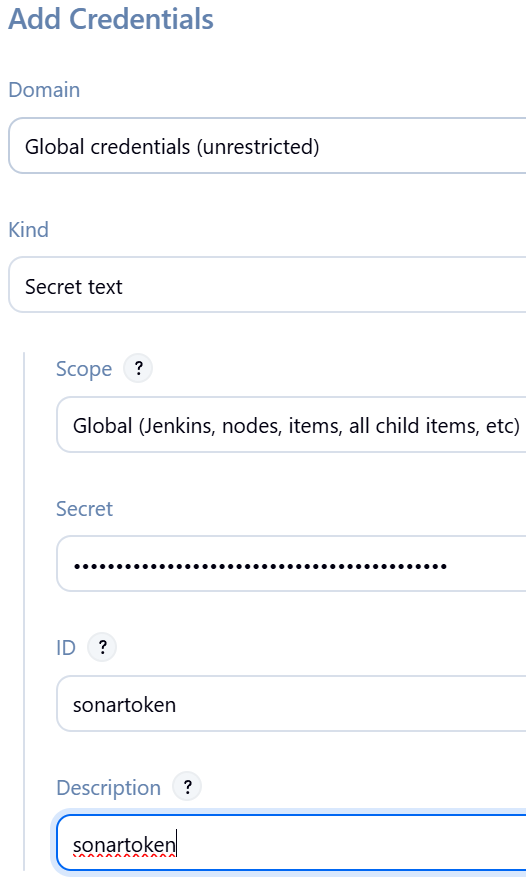 Add Credentials
Domain
Global credentials (unrestricted)
Kind
Secret text
Scope ?
Global (Jenkins, nodes, items, all child items, etc)
Secret
••••••••••••••••••••••••••••••••••••••••••••
ID ?
sonartoken
Description ?
sonartoken